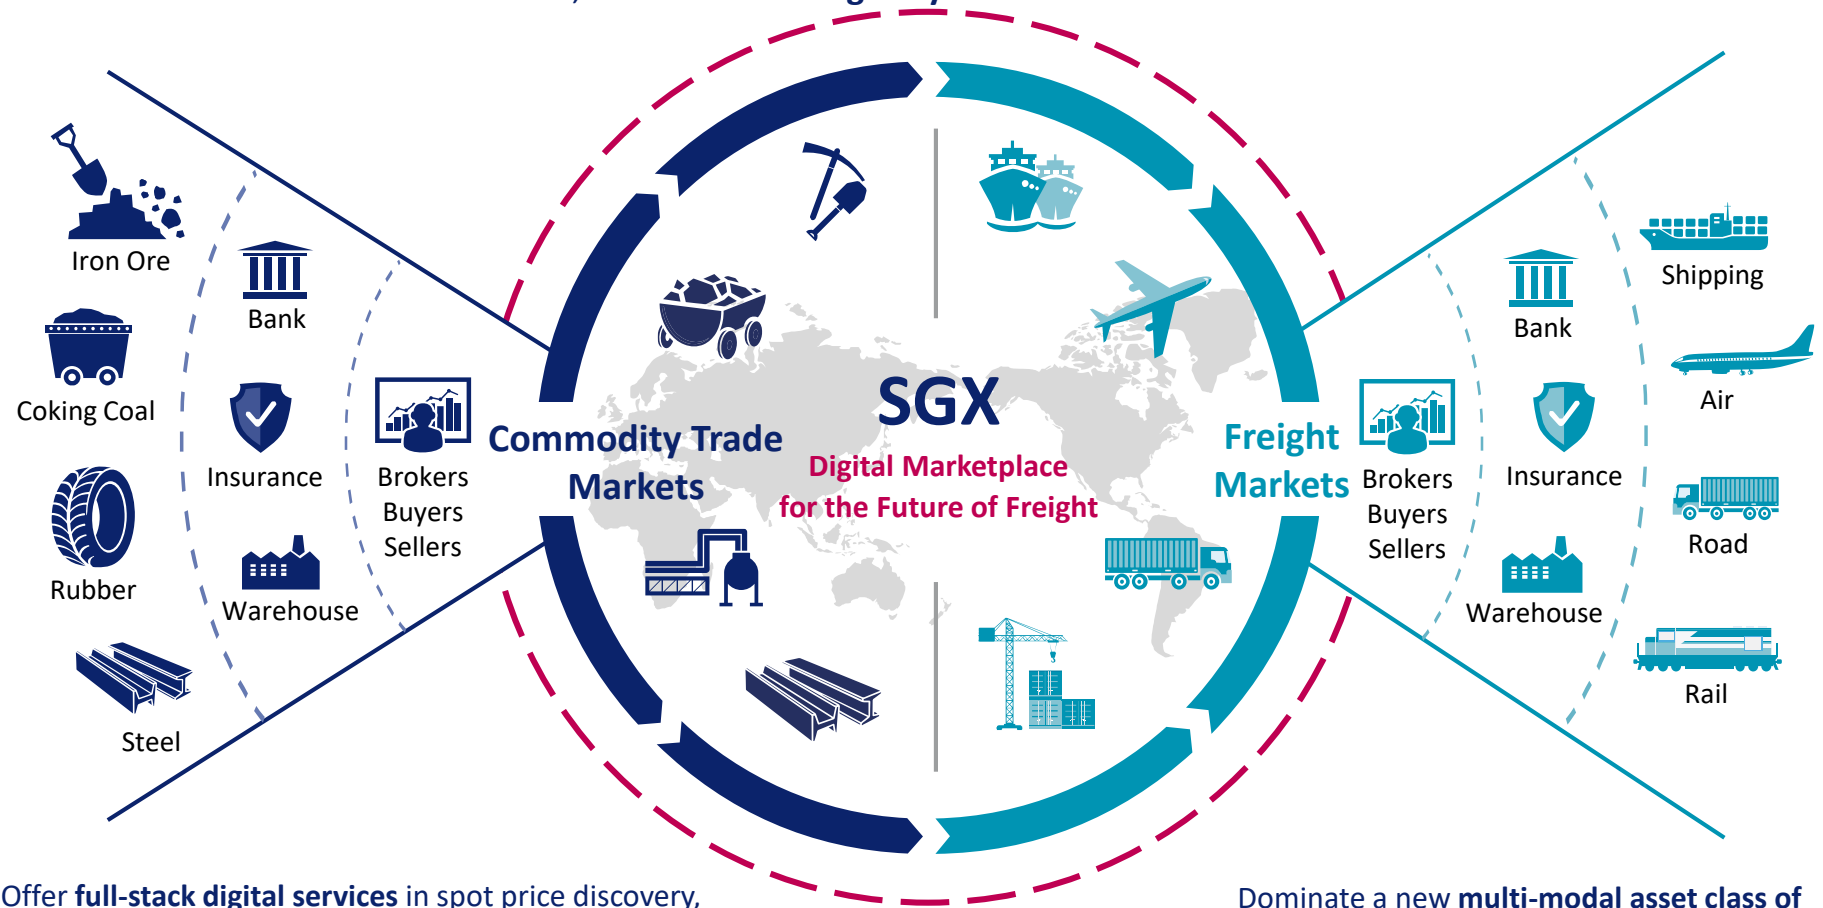 Iron Ore
Coking Coal
Rubber
Steel
Bank
Insurance
Warehouse
Brokers
Buyers
Sellers
Commodity Trade
Markets
SGX
Digital Marketplace
for the Future of Freight
Freight
Markets
Brokers
Buyers
Sellers
Bank
Insurance
Warehouse
Shipping
Air
Road
Rail
Offer full-stack digital services in spot price discovery,
Dominate a new multi-modal asset class of